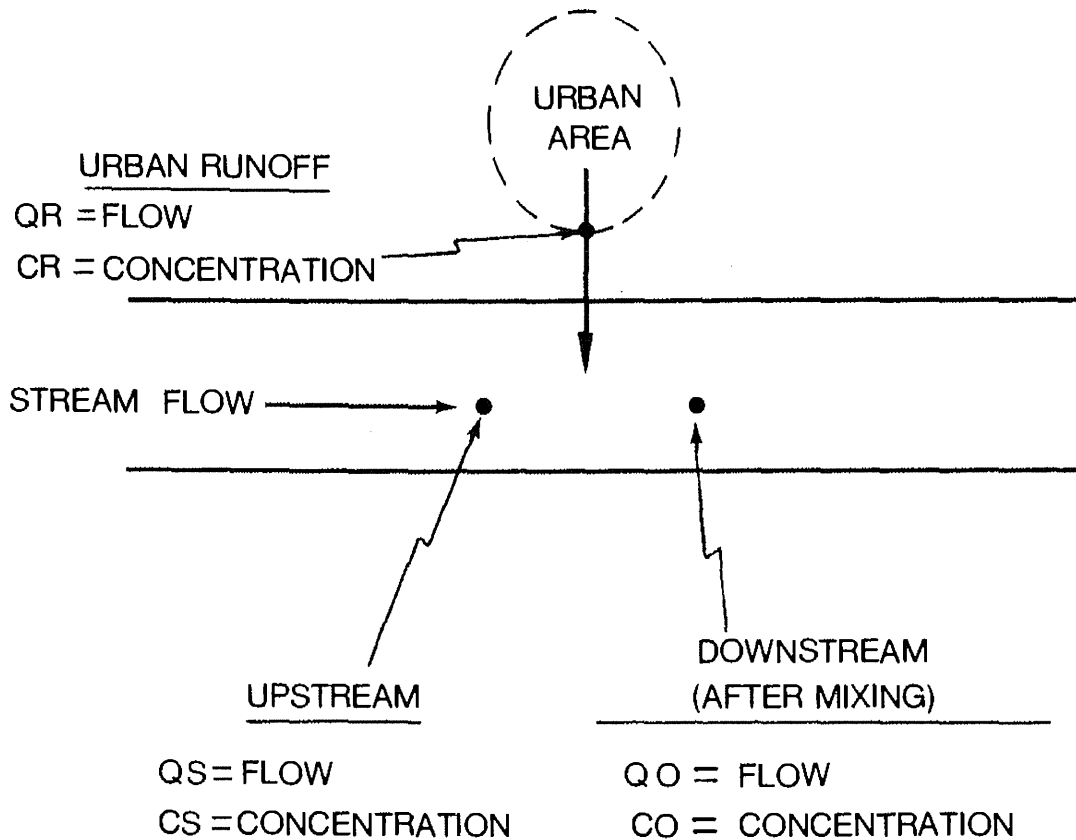 URBAN
AREA
URBAN RUNOFF
QR = FLOW
CR = CONCENTRATION
STREAM FLOW
UPSTREAM
QS = FLOW
CS = CONCENTRATION
DOWNSTREAM
(AFTER MIXING)
QO = FLOW
CO = CONCENTRATION